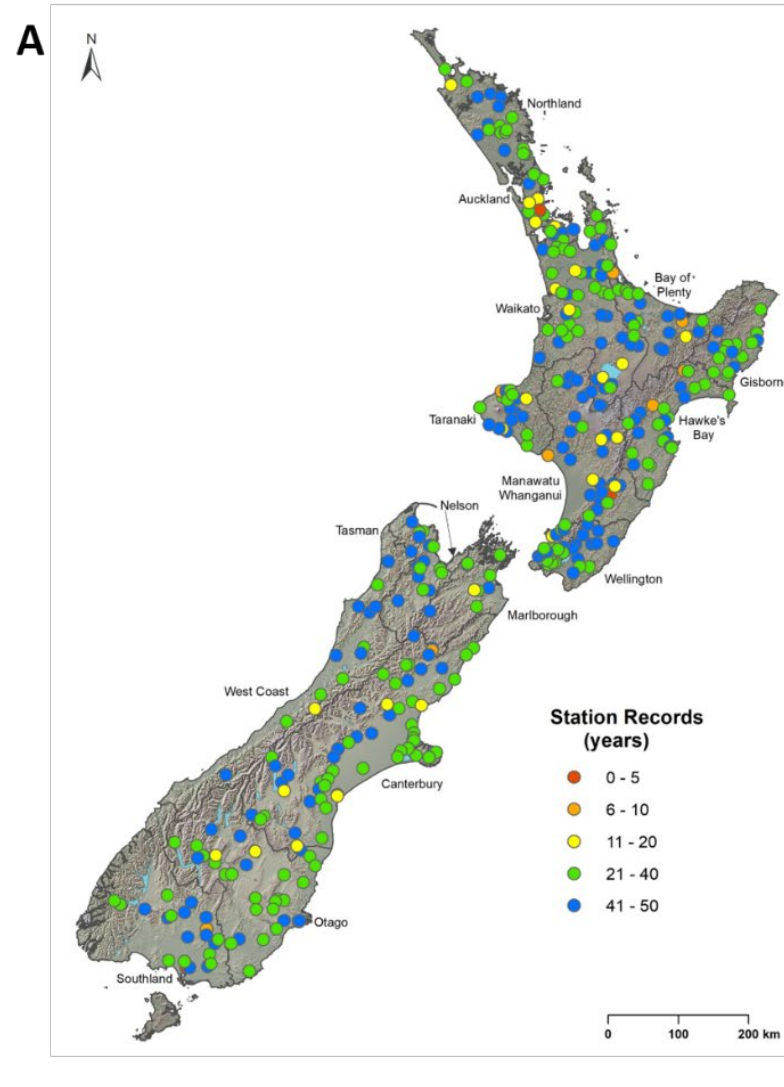 A
N
Northland
Auckland
Bay of
Plenty
Waikato
Gisborn
Taranaki
Hawke's
Bay
Manawatu
Whanganui
Nelson
Tasman
Wellington
Marlborough
West Coast
Station Records
(years)
0 - 5
6 - 10
11 - 20
21 - 40
41 - 50
Canterbury
Otago
Southland
0 100 200 km